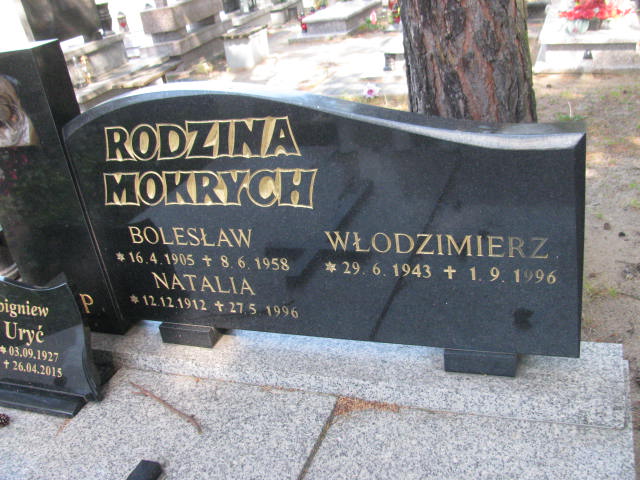 RODZINA
MOKRYCH
BOLESŁAW
* 16.4.1905 + 8.6.1958
NATALIA
* 12.12.1912 + 27.5.1996
WŁODZIMIERZ
* 29.6.1943 + 1.9.1996
bigniew
Uryć
* 03.09.1927
+ 26.04.2015
P